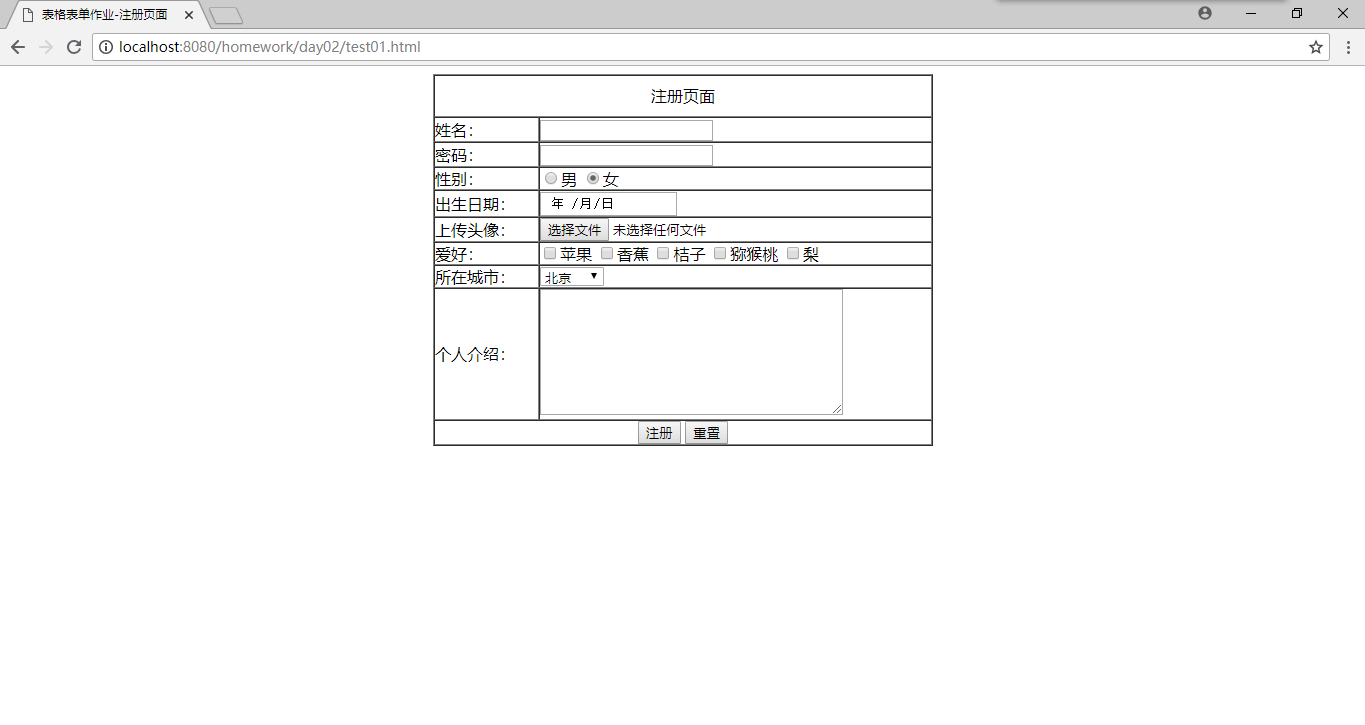 表格表单作业-注册页面
localhost:8080/homework/day02/test01.html
注册页面
姓名：
密码：
性别： 男 女
出生日期： 年 /月/日
上传头像： 选择文件 未选择任何文件
爱好： 苹果 香蕉 桔子 猕猴桃 梨
所在城市： 北京
个人介绍：
注册 重置